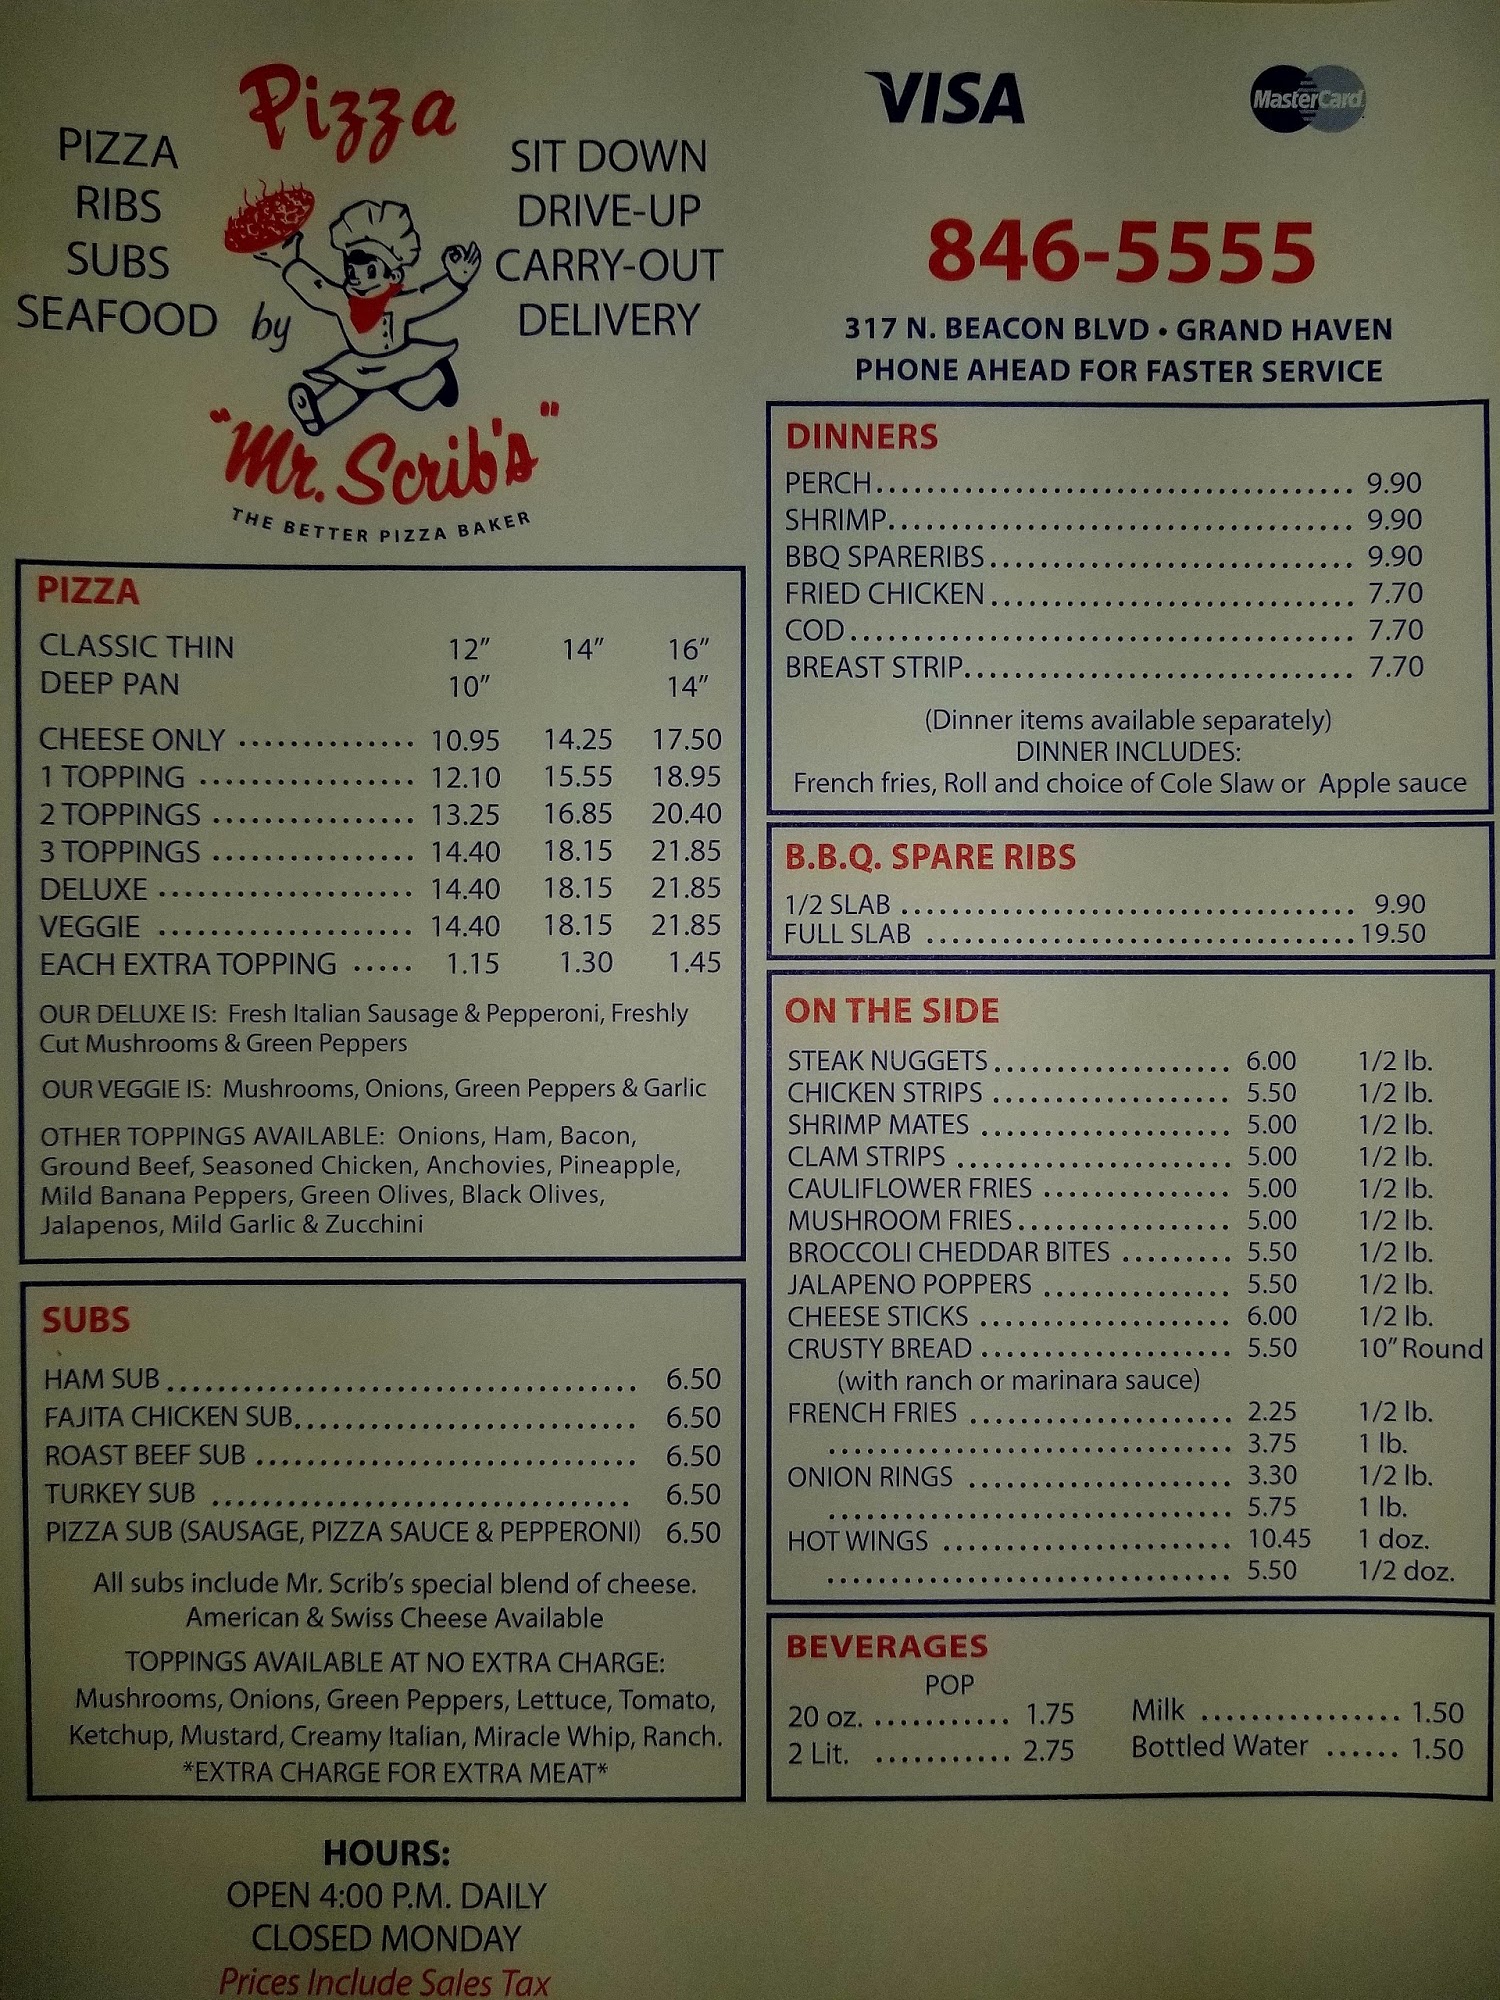 Pizza
PIZZA
RIBS
SUBS
SEAFOOD
by
SIT DOWN
DRIVE-UP
CARRY-OUT
DELIVERY
"Mr. Scrib's"
THE BETTER PIZZA BAKER
PIZZA
CLASSIC THIN 12" 14" 16"
DEEP PAN 10" 14"
CHEESE ONLY .............. 10.95 14.25 17.50
1 TOPPING ................. 12.10 15.55 18.95
2 TOPPINGS ................ 13.25 16.85 20.40
3 TOPPINGS ................ 14.40 18.15 21.85
DELUXE .................... 14.40 18.15 21.85
VEGGIE .................... 14.40 18.15 21.85
EACH EXTRA TOPPING ..... 1.15 1.30 1.45
OUR DELUXE IS: Fresh Italian Sausage & Pepperoni, Freshly
Cut Mushrooms & Green Peppers
OUR VEGGIE IS: Mushrooms, Onions, Green Peppers & Garlic
OTHER TOPPINGS AVAILABLE: Onions, Ham, Bacon,
Ground Beef, Seasoned Chicken, Anchovies, Pineapple,
Mild Banana Peppers, Green Olives, Black Olives,
Jalapenos, Mild Garlic & Zucchini
SUBS
HAM SUB ..................................... 6.50
FAJITA CHICKEN SUB........................... 6.50
ROAST BEEF SUB .............................. 6.50
TURKEY SUB ................................. 6.50
PIZZA SUB (SAUSAGE, PIZZA SAUCE & PEPPERONI) 6.50
All subs include Mr. Scrib's special blend of cheese.
American & Swiss Cheese Available
TOPPINGS AVAILABLE AT NO EXTRA CHARGE:
Mushrooms, Onions, Green Peppers, Lettuce, Tomato,
Ketchup, Mustard, Creamy Italian, Miracle Whip, Ranch.
*EXTRA CHARGE FOR EXTRA MEAT*
HOURS:
OPEN 4:00 P.M. DAILY
CLOSED MONDAY
Prices Include Sales Tax
VISA
MasterCard
846-5555
317 N. BEACON BLVD • GRAND HAVEN
PHONE AHEAD FOR FASTER SERVICE
DINNERS
PERCH...................................... 9.90
SHRIMP..................................... 9.90
BBQ SPARERIBS............................. 9.90
FRIED CHICKEN ............................. 7.70
COD........................................ 7.70
BREAST STRIP............................... 7.70
(Dinner items available separately)
DINNER INCLUDES:
French fries, Roll and choice of Cole Slaw or Apple sauce
B.B.Q. SPARE RIBS
1/2 SLAB .................................... 9.90
FULL SLAB .................................. 19.50
ON THE SIDE
STEAK NUGGETS ................... 6.00 1/2 lb.
CHICKEN STRIPS ................... 5.50 1/2 lb.
SHRIMP MATES .................... 5.00 1/2 lb.
CLAM STRIPS ...................... 5.00 1/2 lb.
CAULIFLOWER FRIES ............... 5.00 1/2 lb.
MUSHROOM FRIES ................. 5.00 1/2 lb.
BROCCOLI CHEDDAR BITES ......... 5.50 1/2 lb.
JALAPENO POPPERS ............... 5.50 1/2 lb.
CHEESE STICKS .................... 6.00 1/2 lb.
CRUSTY BREAD .................... 5.50 10" Round
(with ranch or marinara sauce)
FRENCH FRIES ..................... 2.25 1/2 lb.
................................ 3.75 1 lb.
ONION RINGS ..................... 3.30 1/2 lb.
................................ 5.75 1 lb.
HOT WINGS ....................... 10.45 1 doz.
................................ 5.50 1/2 doz.
BEVERAGES
POP
20 oz. ........... 1.75 Milk ................ 1.50
2 Lit. ........... 2.75 Bottled Water ...... 1.50